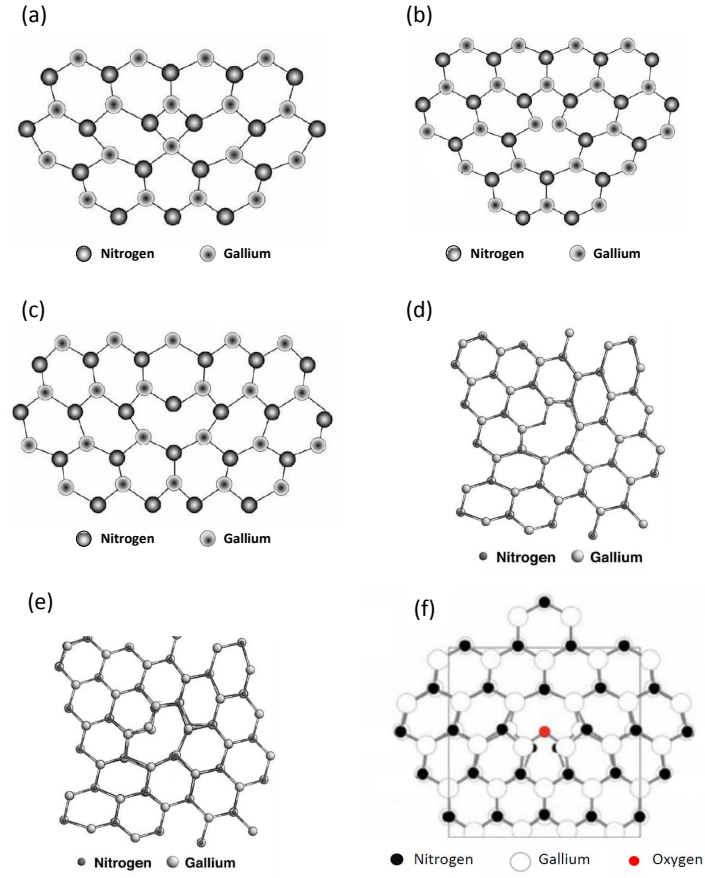 (a)
(b)
Nitrogen Gallium
Nitrogen Gallium
(c)
(d)
Nitrogen Gallium
Nitrogen Gallium
(e)
(f)
Nitrogen Gallium
Nitrogen Gallium Oxygen